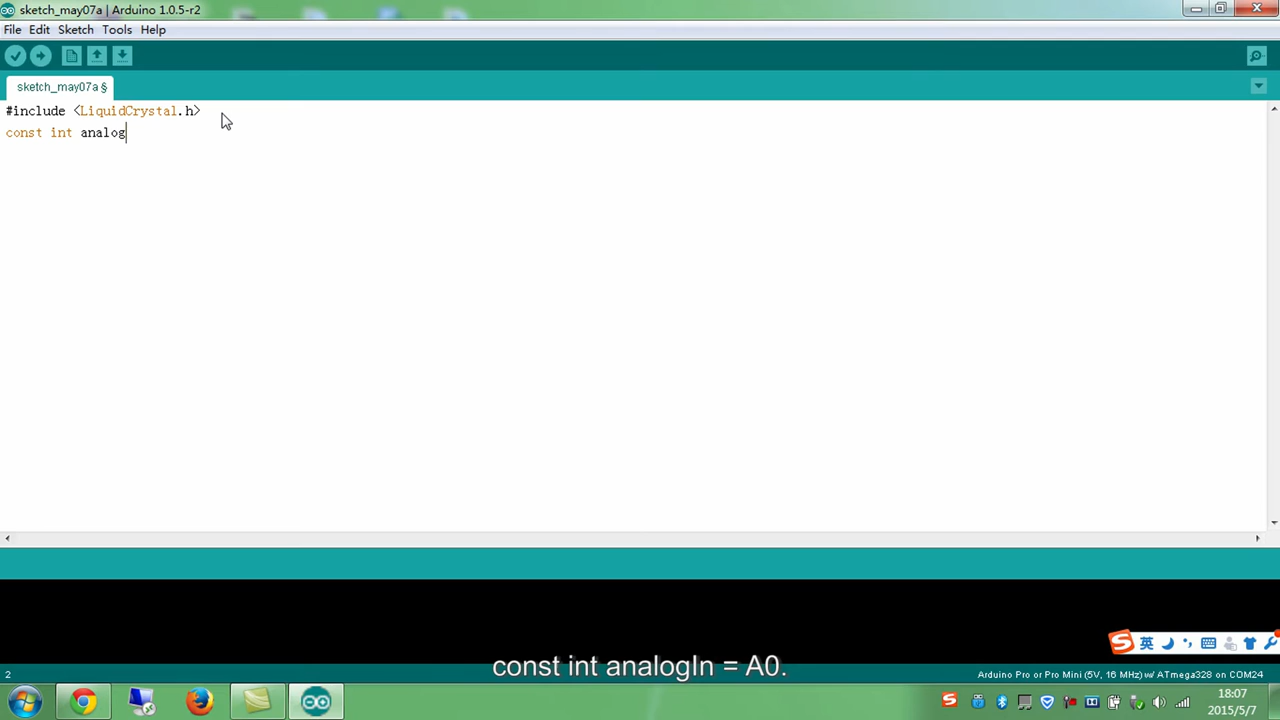 sketch_may07a | Arduino 1.0.5-r2
File Edit Sketch Tools Help
sketch_may07a §
#include <LiquidCrystal.h>
const int analog
const int analogIn = A0.
英
2
Arduino Pro or Pro Mini (5V, 16 MHz) w/ ATmega328 on COM24
18:07
2015/5/7